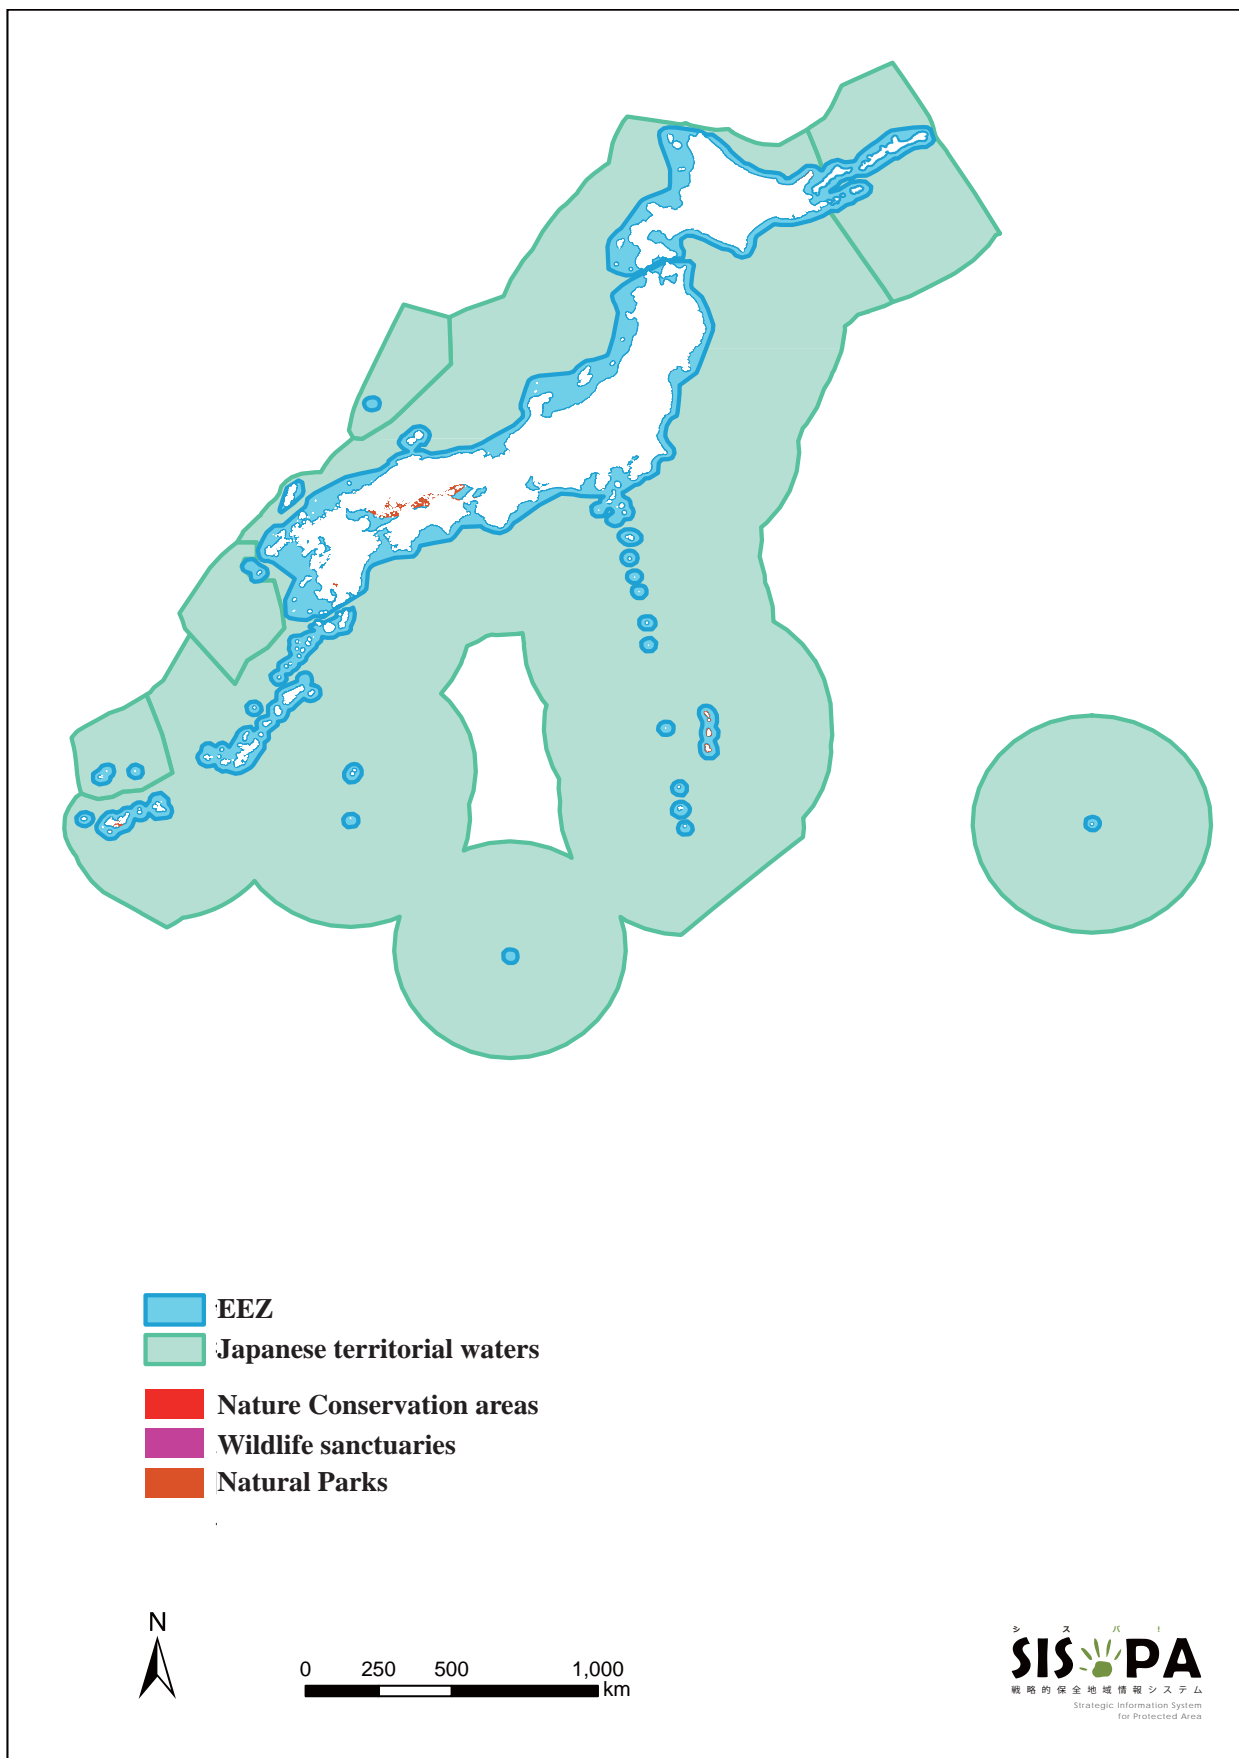 EEZ
Japanese territorial waters
Nature Conservation areas
Wildlife sanctuaries
Natural Parks
N
0 250 500 1,000
km
シスパ!
SISPA
戦略的保全地域情報システム
Strategic Information System
for Protected Area